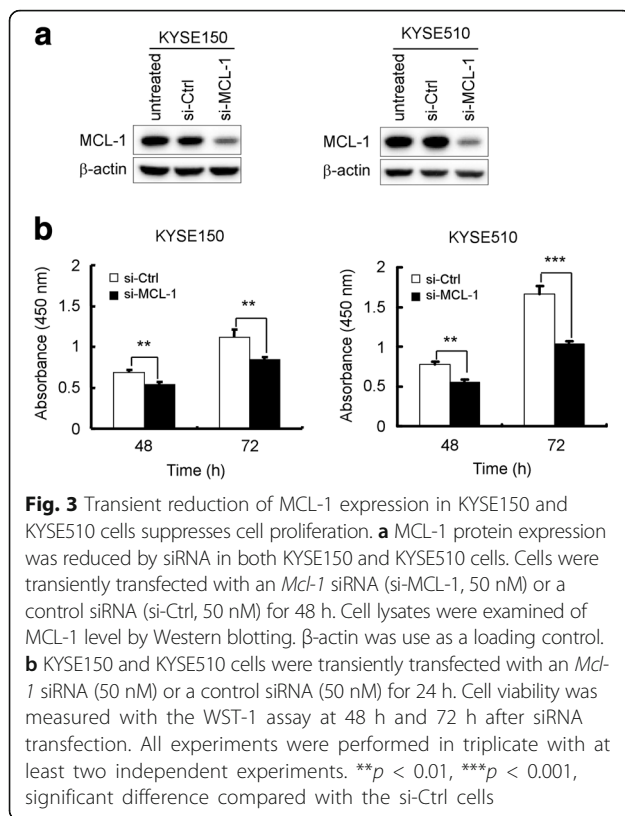 a
KYSE150
KYSE510
untreated
si-Ctrl
si-MCL-1
untreated
si-Ctrl
si-MCL-1
MCL-1
β-actin
MCL-1
β-actin
b
KYSE150
Absorbance (450 nm)
2
1.5
1
0.5
0
si-Ctrl
si-MCL-1
**
**
48
72
Time (h)
KYSE510
Absorbance (450 nm)
2
1.5
1
0.5
0
si-Ctrl
si-MCL-1
**
***
48
72
Time (h)
Fig. 3 Transient reduction of MCL-1 expression in KYSE150 and
KYSE510 cells suppresses cell proliferation. a MCL-1 protein expression
was reduced by siRNA in both KYSE150 and KYSE510 cells. Cells were
transiently transfected with an Mcl-1 siRNA (si-MCL-1, 50 nM) or a
control siRNA (si-Ctrl, 50 nM) for 48 h. Cell lysates were examined of
MCL-1 level by Western blotting. β-actin was use as a loading control.
b KYSE150 and KYSE510 cells were transiently transfected with an Mcl-
1 siRNA (50 nM) or a control siRNA (50 nM) for 24 h. Cell viability was
measured with the WST-1 assay at 48 h and 72 h after siRNA
transfection. All experiments were performed in triplicate with at
least two independent experiments. **p < 0.01, ***p < 0.001,
significant difference compared with the si-Ctrl cells